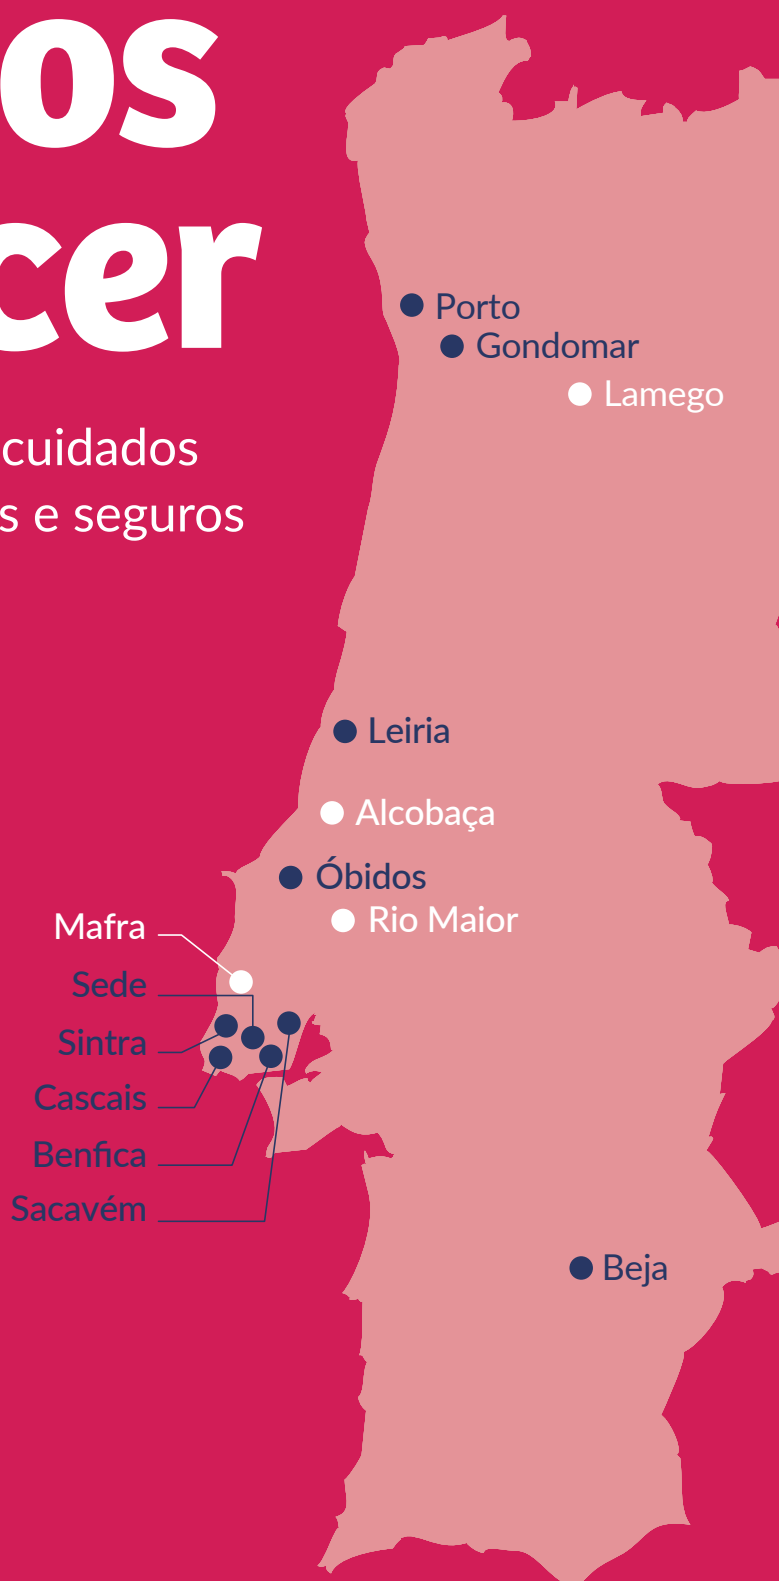 os
cer
cuidados
s e seguros
Porto
Gondomar
Lamego
Leiria
Alcobaça
Óbidos
Rio Maior
Mafra
Sede
Sintra
Cascais
Benfica
Sacavém
Beja